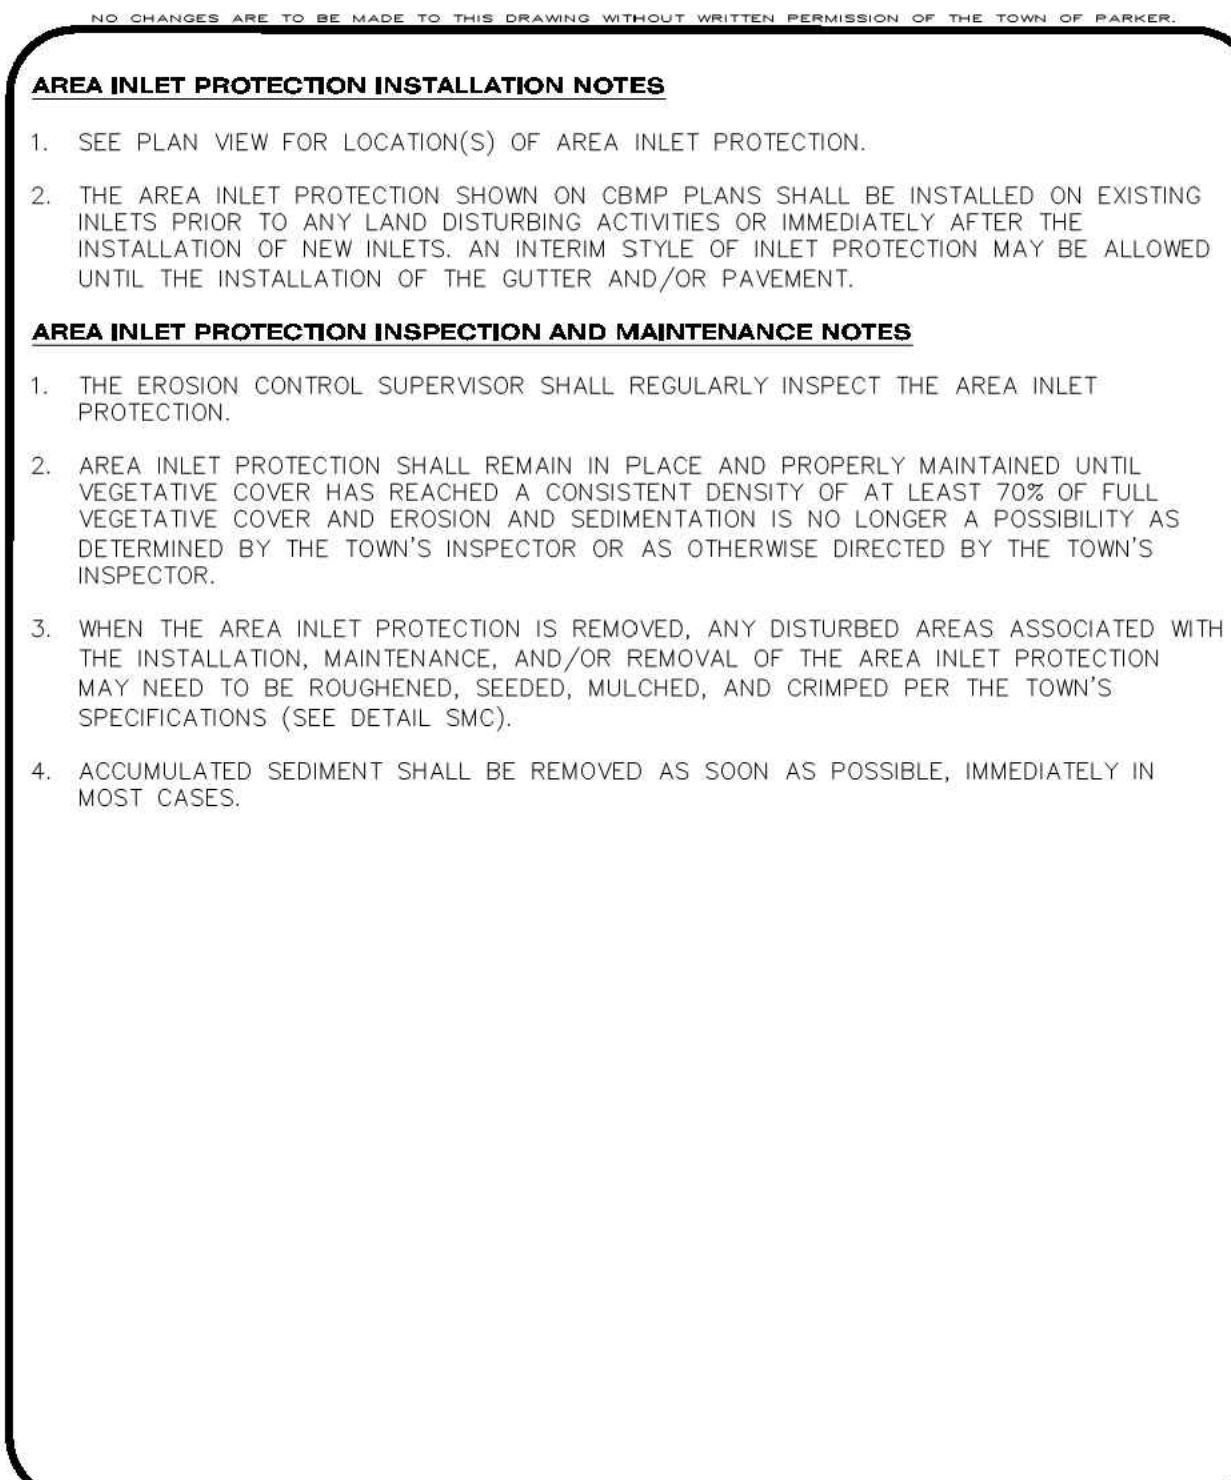 NO CHANGES ARE TO BE MADE TO THIS DRAWING WITHOUT WRITTEN PERMISSION OF THE TOWN OF PARKER.
AREA INLET PROTECTION INSTALLATION NOTES
1. SEE PLAN VIEW FOR LOCATION(S) OF AREA INLET PROTECTION.
2. THE AREA INLET PROTECTION SHOWN ON CBMP PLANS SHALL BE INSTALLED ON EXISTING
INLETS PRIOR TO ANY LAND DISTURBING ACTIVITIES OR IMMEDIATELY AFTER THE
INSTALLATION OF NEW INLETS. AN INTERIM STYLE OF INLET PROTECTION MAY BE ALLOWED
UNTIL THE INSTALLATION OF THE GUTTER AND/OR PAVEMENT.
AREA INLET PROTECTION INSPECTION AND MAINTENANCE NOTES
1. THE EROSION CONTROL SUPERVISOR SHALL REGULARLY INSPECT THE AREA INLET
PROTECTION.
2. AREA INLET PROTECTION SHALL REMAIN IN PLACE AND PROPERLY MAINTAINED UNTIL
VEGETATIVE COVER HAS REACHED A CONSISTENT DENSITY OF AT LEAST 70% OF FULL
VEGETATIVE COVER AND EROSION AND SEDIMENTATION IS NO LONGER A POSSIBILITY AS
DETERMINED BY THE TOWN'S INSPECTOR OR AS OTHERWISE DIRECTED BY THE TOWN'S
INSPECTOR.
3. WHEN THE AREA INLET PROTECTION IS REMOVED, ANY DISTURBED AREAS ASSOCIATED WITH
THE INSTALLATION, MAINTENANCE, AND/OR REMOVAL OF THE AREA INLET PROTECTION
MAY NEED TO BE ROUGHENED, SEEDED, MULCHED, AND CRIMPED PER THE TOWN'S
SPECIFICATIONS (SEE DETAIL SMC).
4. ACCUMULATED SEDIMENT SHALL BE REMOVED AS SOON AS POSSIBLE, IMMEDIATELY IN
MOST CASES.